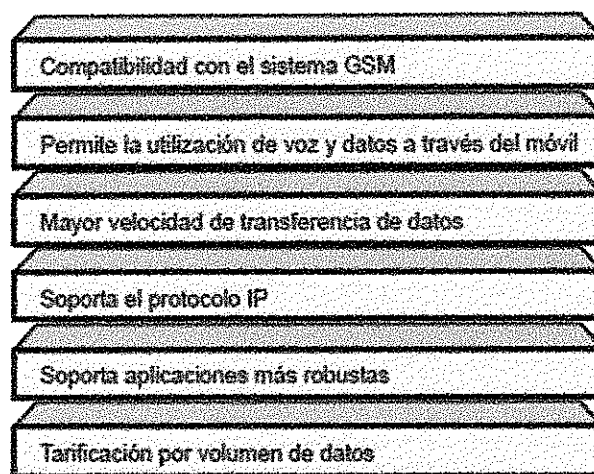 Compatibilidad con el sistema GSM
Permite la utilización de voz y datos a través del móvil
Mayor velocidad de transferencia de datos
Soporta el protocolo IP
Soporta aplicaciones más robustas
Tarificación por volumen de datos